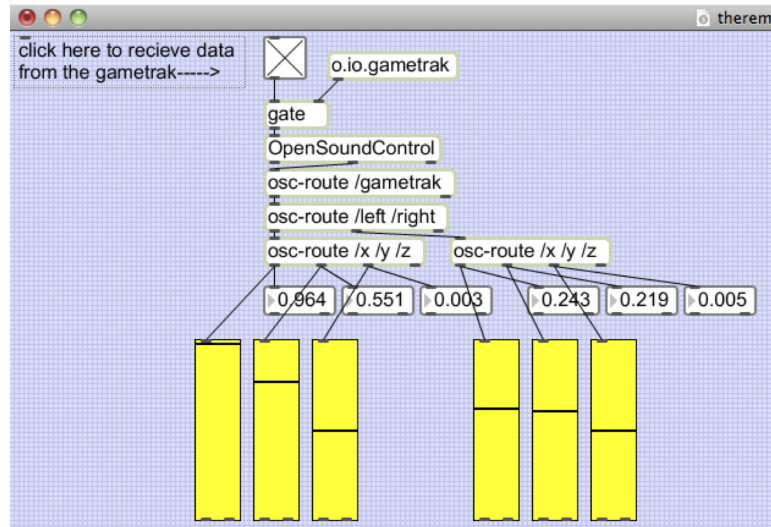 therem
click here to recieve data
from the gametrak----->
o.io.gametrak
gate
OpenSoundControl
osc-route /gametrak
osc-route /left /right
osc-route /x /y /z
osc-route /x /y /z
0.964
0.551
0.003
0.243
0.219
0.005